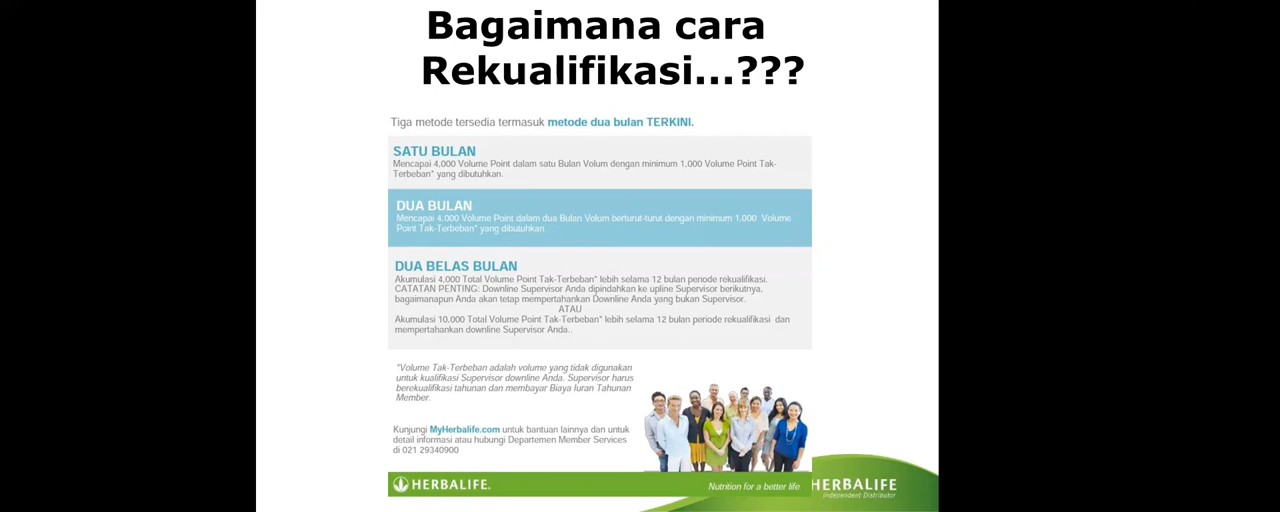 Bagaimana cara
Rekualifikasi...???
Tiga metode tersedia termasuk metode dua bulan TERKINI.
SATU BULAN
Mencapai 4,000 Volume Point dalam satu Bulan Volum dengan minimum 1,000 Volume Point Tak-
Terbeban* yang dibutuhkan.
DUA BULAN
Mencapai 4,000 Volume Point dalam dua Bulan Volum berturut-turut dengan minimum 1,000 Volume
Point Tak-Terbeban* yang dibutuhkan
DUA BELAS BULAN
Akumulasi 4,000 Total Volume Point Tak-Terbeban* lebih selama 12 bulan periode rekualifikasi.
CATATAN PENTING: Downline Supervisor Anda dipindahkan ke upline Supervisor berikutnya,
bagaimanapun Anda akan tetap mempertahankan Downline Anda yang bukan Supervisor.
ATAU
Akumulasi 10,000 Total Volume Point Tak-Terbeban* lebih selama 12 bulan periode rekualifikasi dan
mempertahankan downline Supervisor Anda..
*Volume Tak-Terbeban adalah volume yang tidak digunakan
untuk kualifikasi Supervisor downline Anda. Supervisor harus
berekualifikasi tahunan dan membayar Biaya Iuran Tahunan
Member.
Kunjungi MyHerbalife.com untuk bantuan lainnya dan untuk
detail informasi atau hubungi Departemen Member Services
di 021 29340900
HERBALIFE.
Nutrition for a better life.
HERBALIFE
Independent Distributor